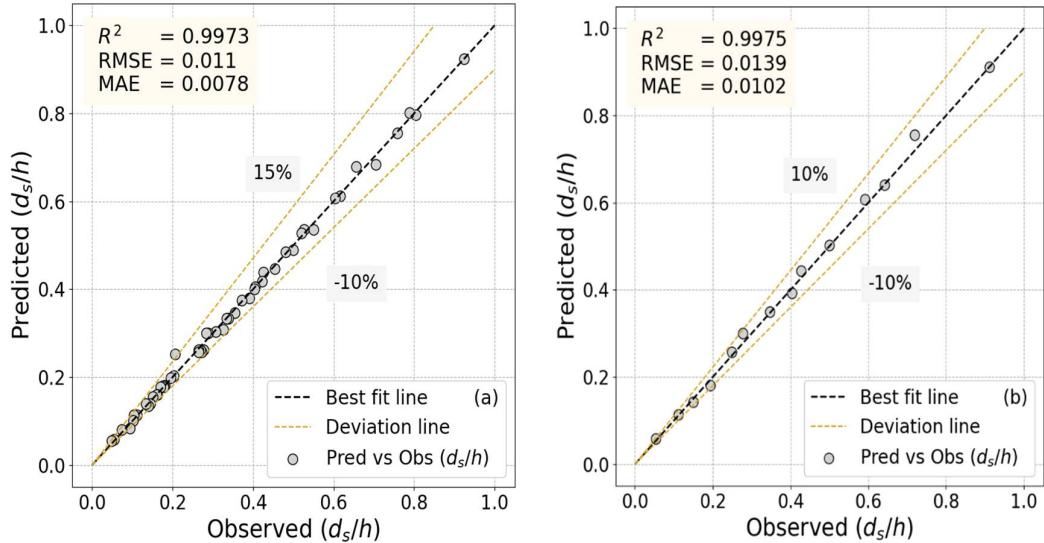 R² = 0.9973
RMSE = 0.011
MAE = 0.0078
15%
-10%
Best fit line (a)
Deviation line
Pred vs Obs (dₛ/h)
1.0
0.8
0.6
0.4
0.2
0.0
0.0 0.2 0.4 0.6 0.8 1.0
Predicted (dₛ/h)
Observed (dₛ/h)
R² = 0.9975
RMSE = 0.0139
MAE = 0.0102
10%
-10%
Best fit line (b)
Deviation line
Pred vs Obs (dₛ/h)
1.0
0.8
0.6
0.4
0.2
0.0
0.0 0.2 0.4 0.6 0.8 1.0
Predicted (dₛ/h)
Observed (dₛ/h)